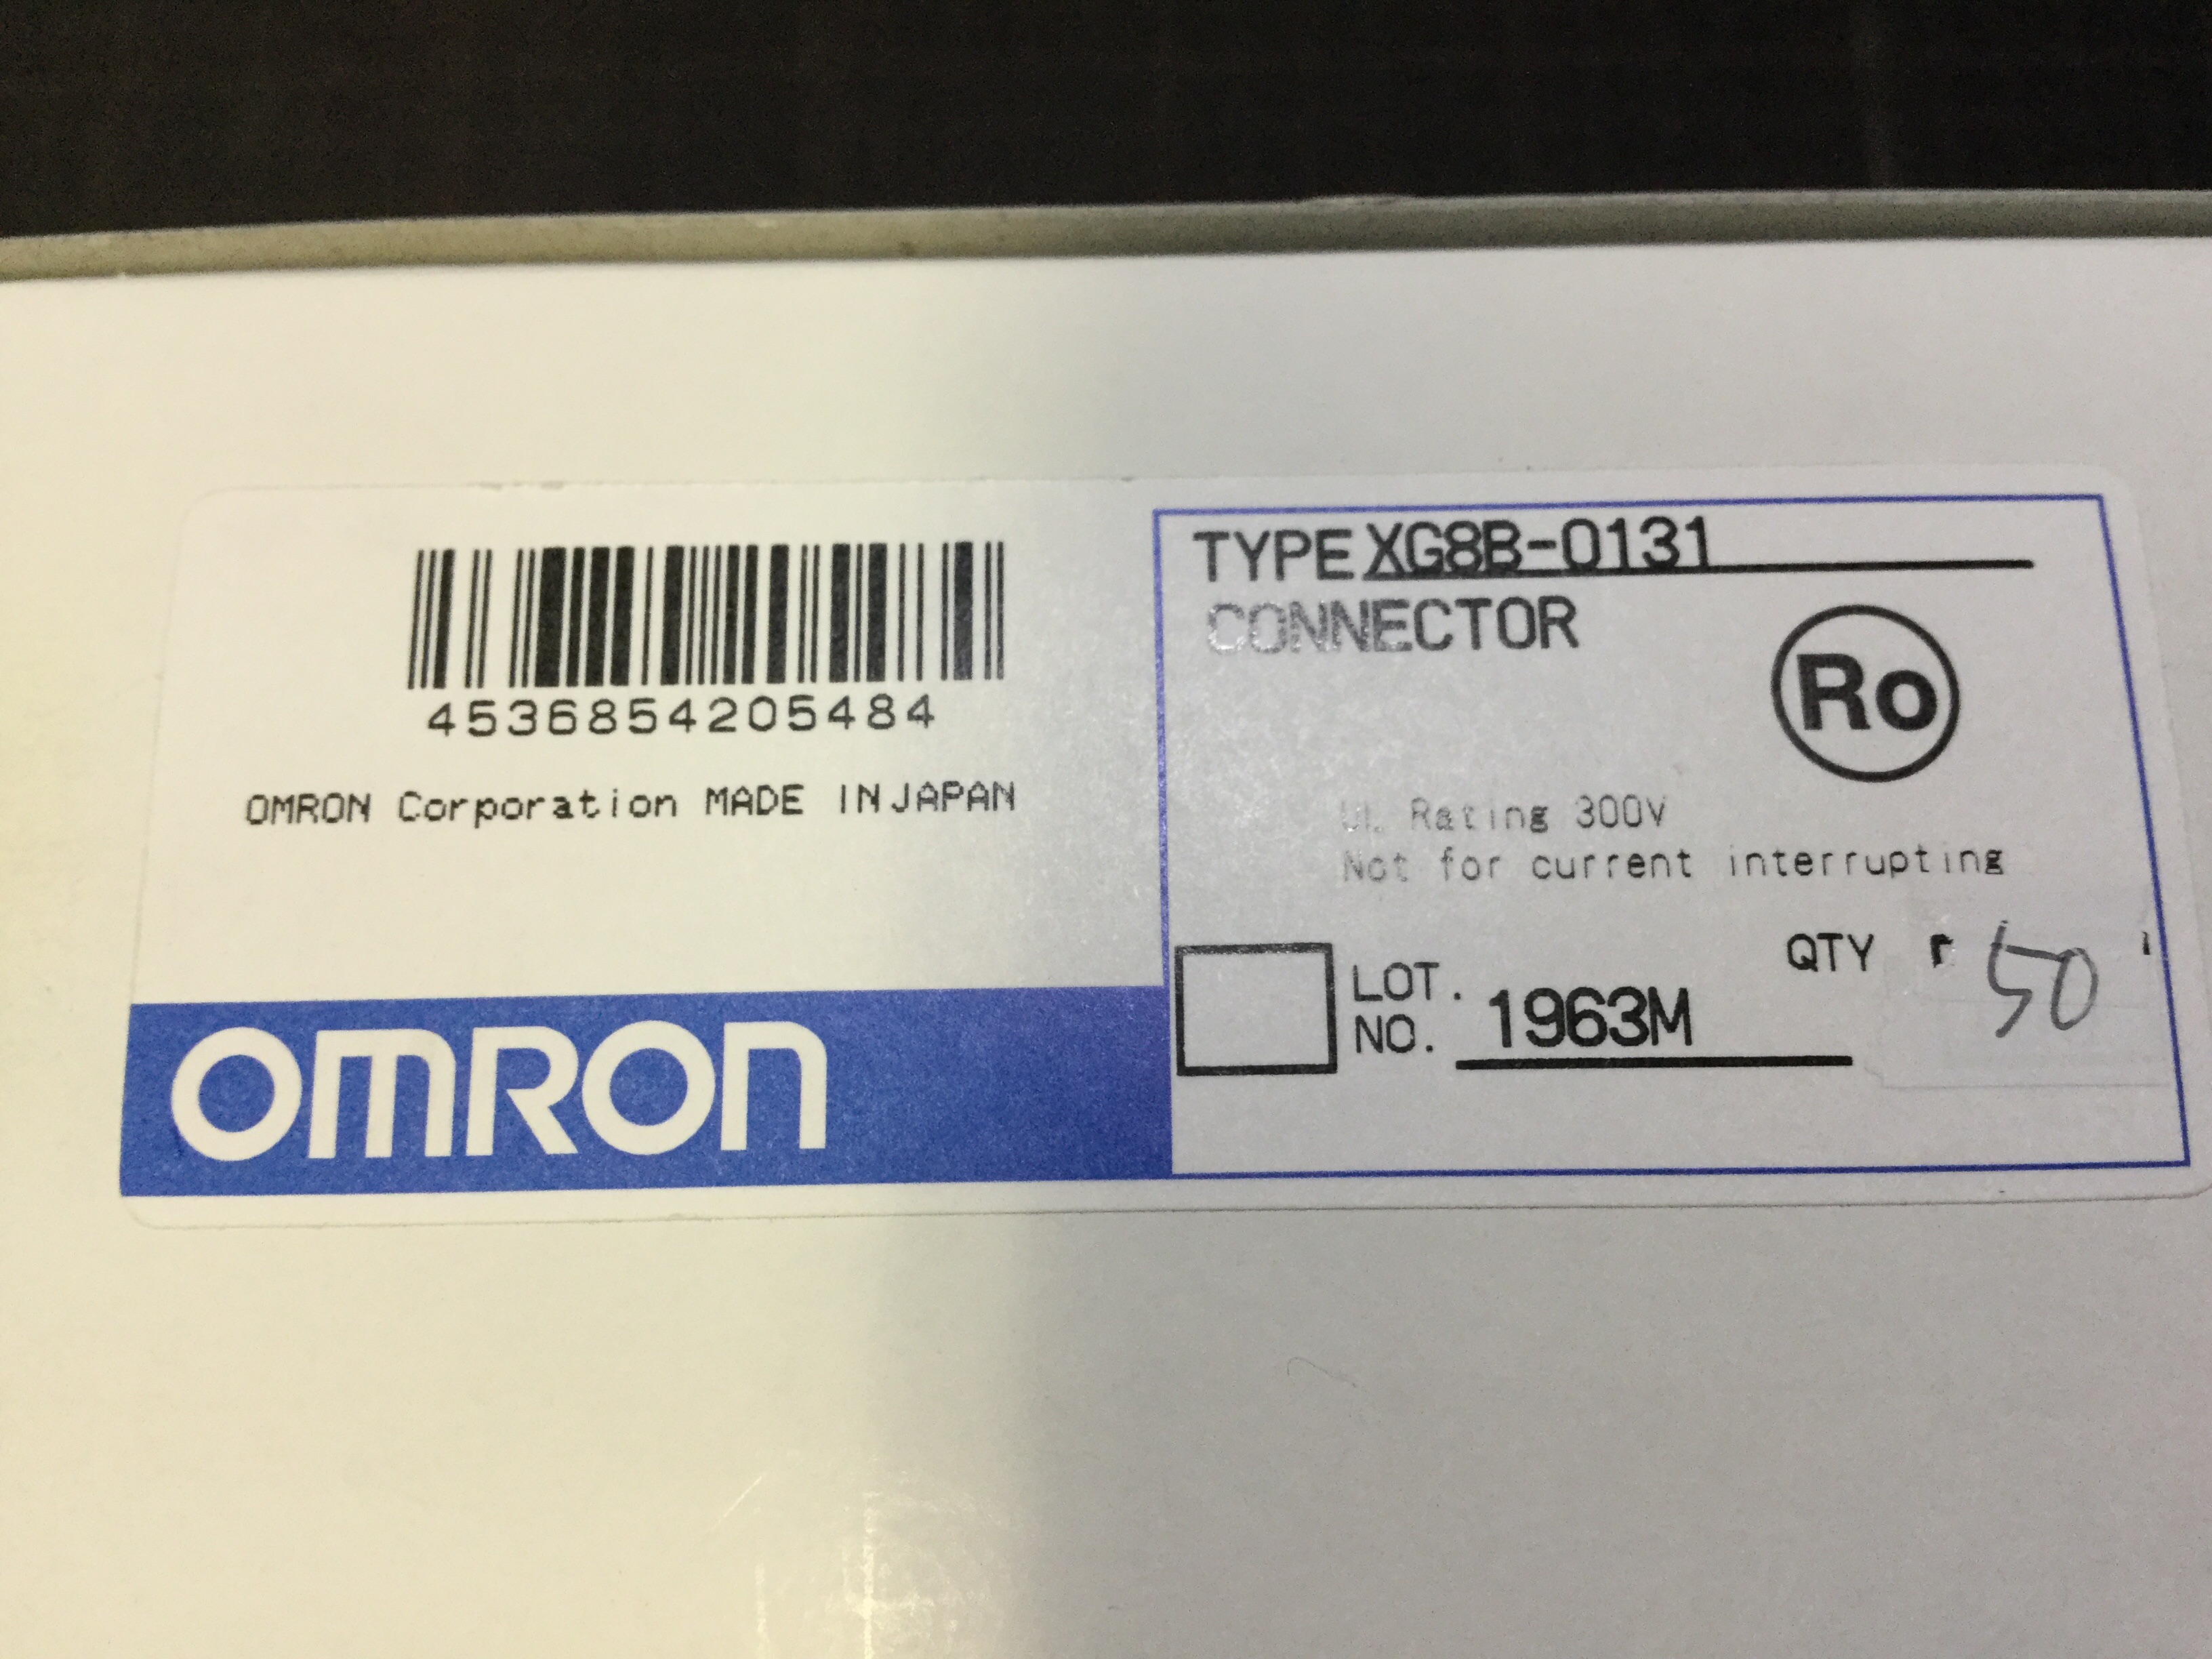 4536854205484
OMRON Corporation MADE IN JAPAN
OMRON
TYPE XG8B-0131
CONNECTOR
Ro
UL Rating 300V
Not for current interrupting
QTY 50
LOT.
NO. 1963M